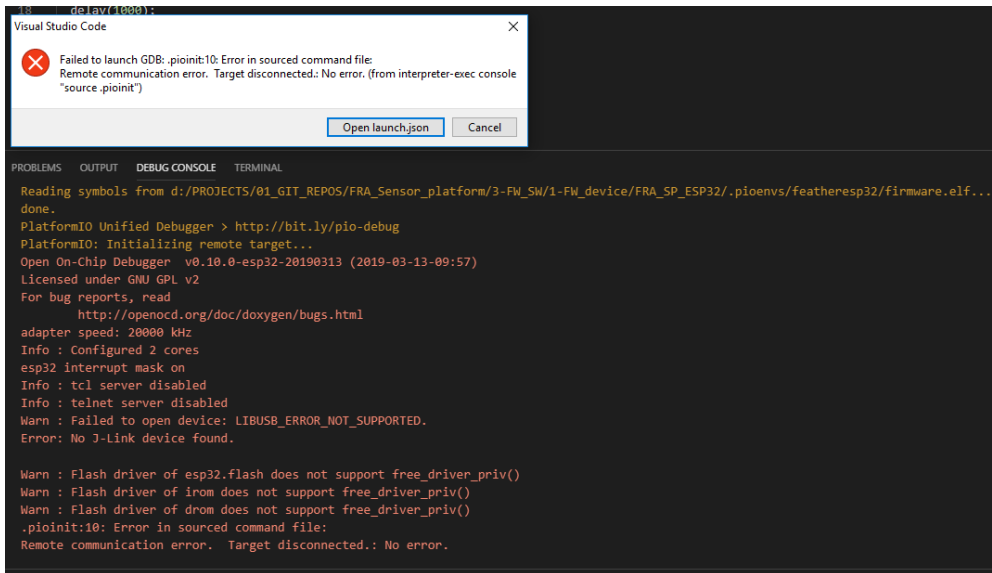 18 delay(1000);
Visual Studio Code
Failed to launch GDB: .pioinit:10: Error in sourced command file:
Remote communication error.  Target disconnected.: No error. (from interpreter-exec console
"source .pioinit")
Open launch.json Cancel
PROBLEMS OUTPUT DEBUG CONSOLE TERMINAL
Reading symbols from d:/PROJECTS/01_GIT_REPOS/FRA_Sensor_platform/3-FW_SW/1-FW_device/FRA_SP_ESP32/.pioenvs/featheresp32/firmware.elf...
done.
PlatformIO Unified Debugger > http://bit.ly/pio-debug
PlatformIO: Initializing remote target...
Open On-Chip Debugger  v0.10.0-esp32-20190313 (2019-03-13-09:57)
Licensed under GNU GPL v2
For bug reports, read
http://openocd.org/doc/doxygen/bugs.html
adapter speed: 20000 kHz
Info : Configured 2 cores
esp32 interrupt mask on
Info : tcl server disabled
Info : telnet server disabled
Warn : Failed to open device: LIBUSB_ERROR_NOT_SUPPORTED.
Error: No J-Link device found.
Warn : Flash driver of esp32.flash does not support free_driver_priv()
Warn : Flash driver of irom does not support free_driver_priv()
Warn : Flash driver of drom does not support free_driver_priv()
.pioinit:10: Error in sourced command file:
Remote communication error.  Target disconnected.: No error.